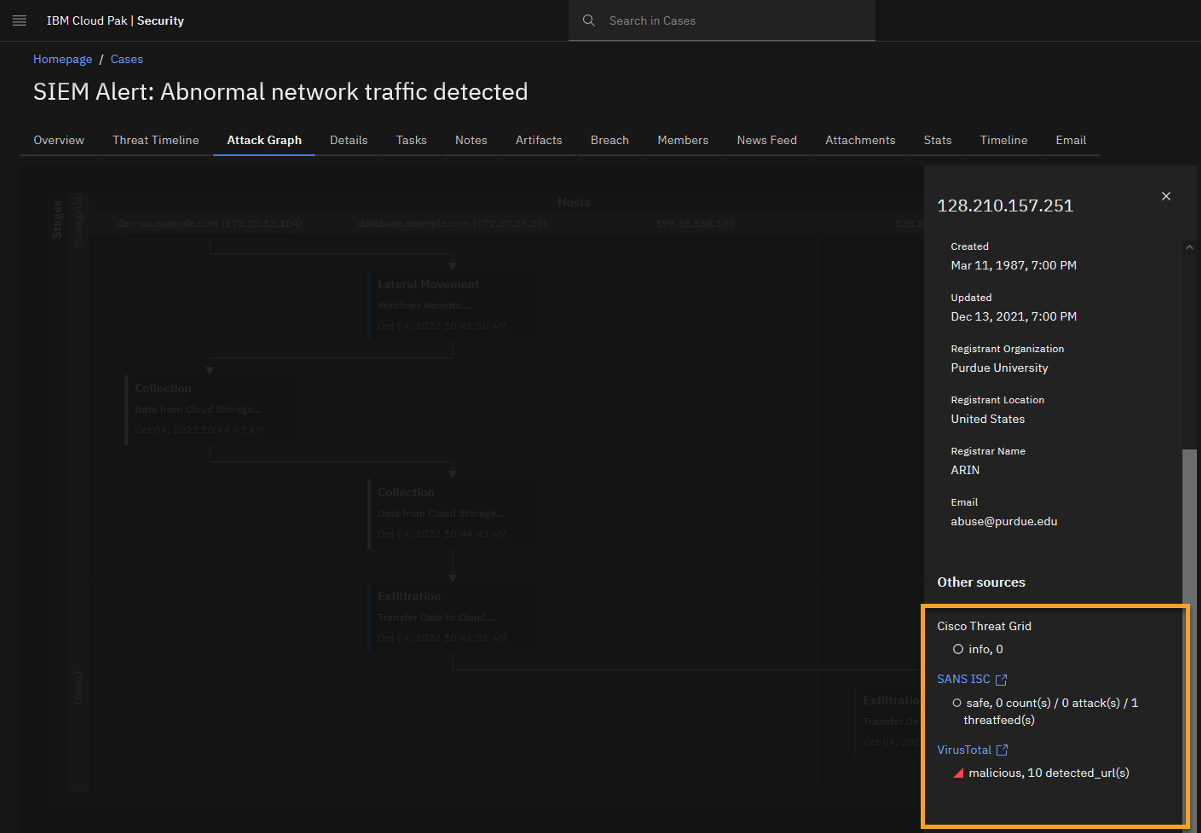 IBM Cloud Pak | Security
Search in Cases
Homepage / Cases
SIEM Alert: Abnormal network traffic detected
Overview
Threat Timeline
Attack Graph
Details
Tasks
Notes
Artifacts
Breach
Members
News Feed
Attachments
Stats
Timeline
Email
Stages
Propagation
Hosts
dan-pc.example.com (172.20.13.104)
database.example.com (172.20.18.20)
199.36.158.100
128.2
Lateral Movement
Windows Remote...
Oct 04, 2022 10:41:50 AM
Collection
Data from Cloud Storage...
Oct 04, 2022 10:44:43 AM
Collection
Data from Cloud Storage...
Oct 04, 2022 10:44:43 AM
Exfiltration
Transfer Data to Cloud...
Oct 04, 2022 10:45:51 AM
Impact
Exfiltratio
Transfer Da
Oct 04, 202
128.210.157.251
Created
Mar 11, 1987, 7:00 PM
Updated
Dec 13, 2021, 7:00 PM
Registrant Organization
Purdue University
Registrant Location
United States
Registrar Name
ARIN
Email
abuse@purdue.edu
Other sources
Cisco Threat Grid
info, 0
SANS ISC
safe, 0 count(s) / 0 attack(s) / 1
threatfeed(s)
VirusTotal
malicious, 10 detected_url(s)